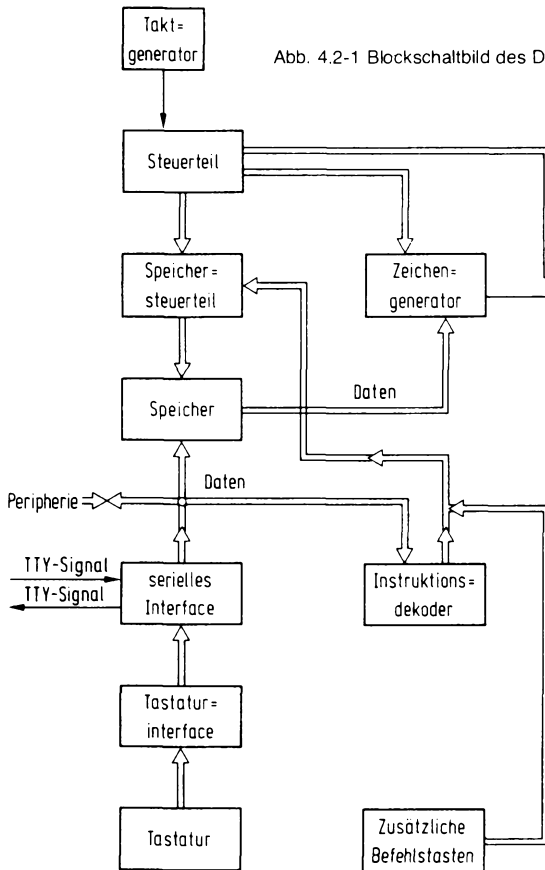 Takt=
generator
Abb. 4.2-1 Blockschaltbild des D
Steuerteil
Speicher=
steuerteil
Zeichen=
generator
Speicher
Daten
Daten
Peripherie
TTY-Signal
TTY-Signal
serielles
Interface
Instruktions=
dekoder
Tastatur=
interface
Tastatur
Zusätzliche
Befehlstasten